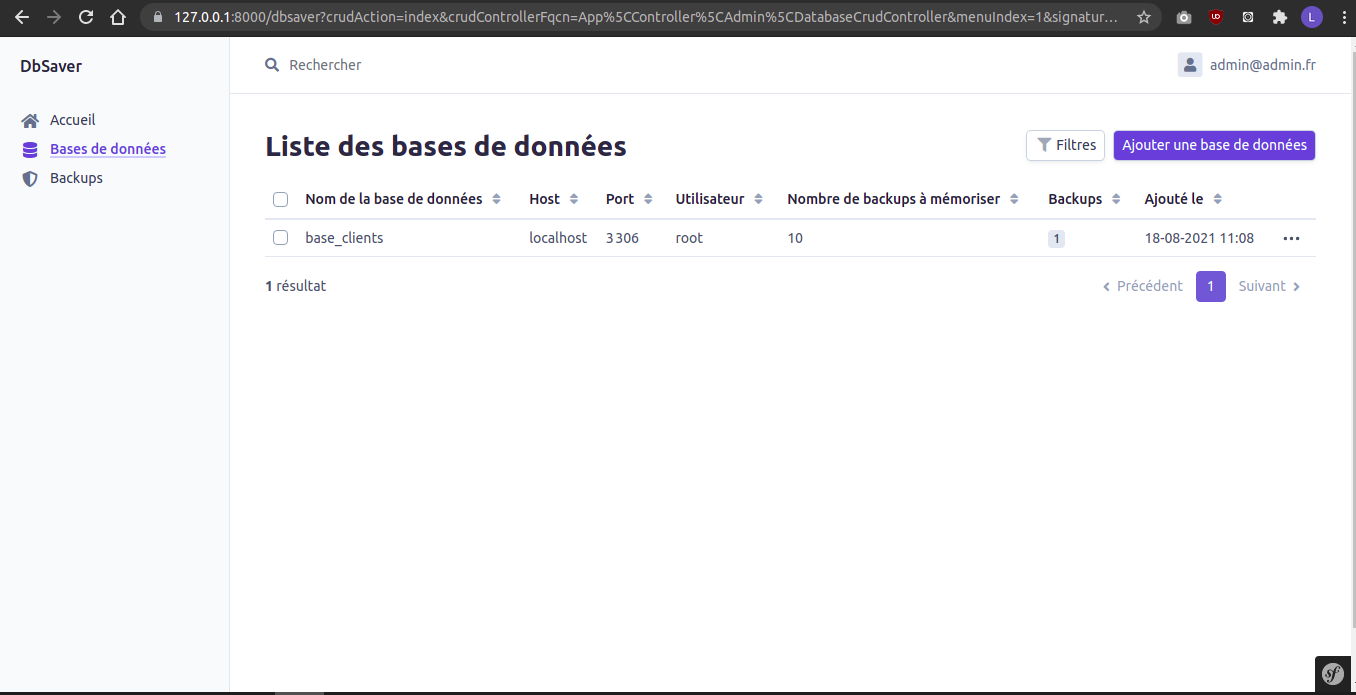 127.0.0.1:8000/dbsaver?crudAction=index&crudControllerFqcn=App%5CController%5CAdmin%5CDatabaseCrudController&menuIndex=1&signatur...
L
DbSaver
Rechercher
admin@admin.fr
Accueil
Bases de données
Backups
Liste des bases de données
Filtres
Ajouter une base de données
Nom de la base de données Host Port Utilisateur Nombre de backups à mémoriser Backups Ajouté le
base_clients localhost 3 306 root 10 1 18-08-2021 11:08 ...
1 résultat
Précédent 1 Suivant
sf